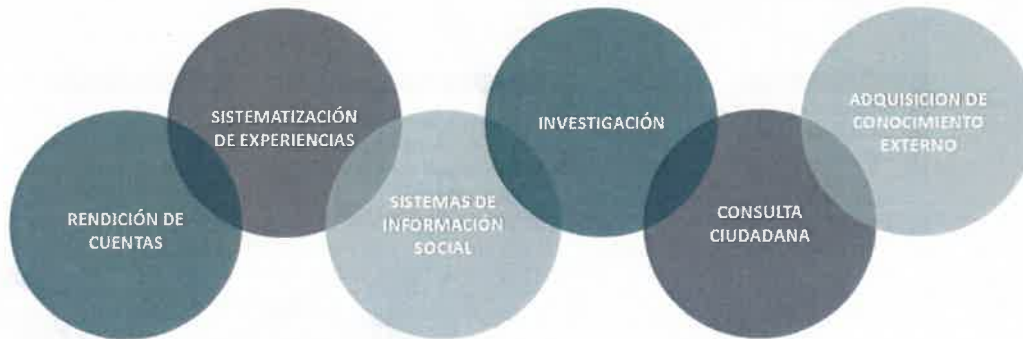 RENDICIÓN DE
CUENTAS
SISTEMATIZACIÓN
DE EXPERIENCIAS
SISTEMAS DE
INFORMACIÓN
SOCIAL
INVESTIGACIÓN
CONSULTA
CIUDADANA
ADQUISICION DE
CONOCIMIENTO
EXTERNO